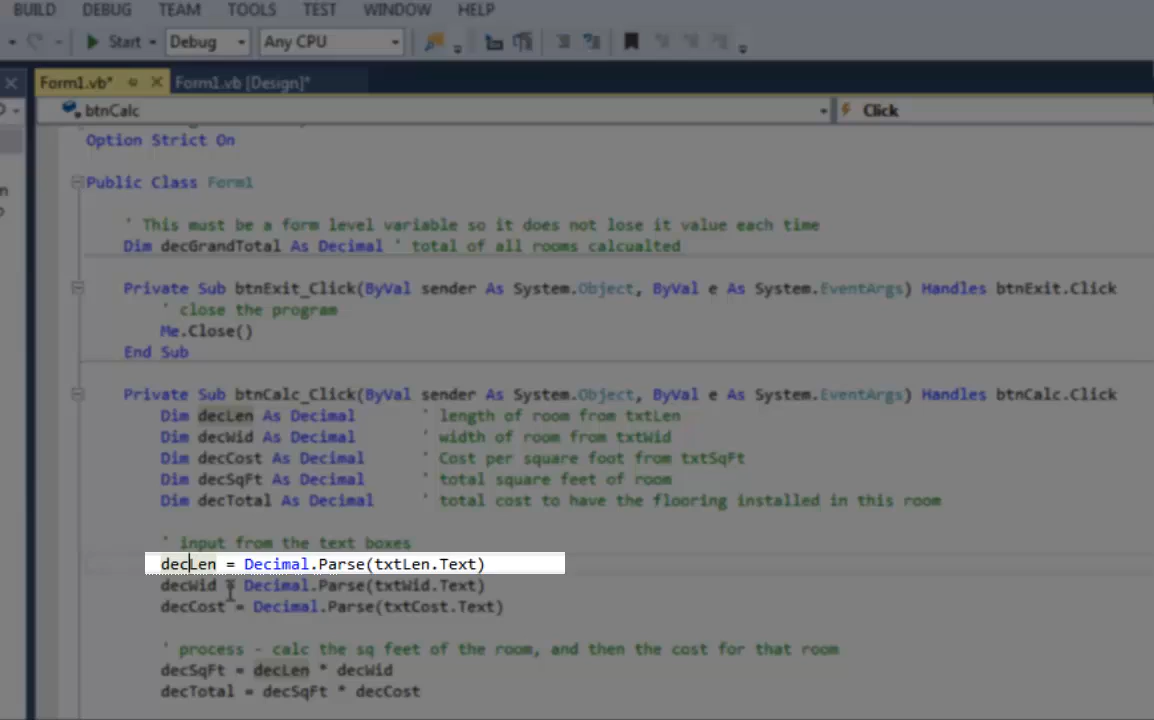 BUILD DEBUG TEAM TOOLS TEST WINDOW HELP
Start Debug Any CPU
Form1.vb* Form1.vb [Design]*
btnCalc Click
Option Strict On
Public Class Form1
' This must be a form level variable so it does not lose it value each time
Dim decGrandTotal As Decimal ' total of all rooms calcualted
Private Sub btnExit_Click(ByVal sender As System.Object, ByVal e As System.EventArgs) Handles btnExit.Click
' close the program
Me.Close()
End Sub
Private Sub btnCalc_Click(ByVal sender As System.Object, ByVal e As System.EventArgs) Handles btnCalc.Click
Dim decLen As Decimal ' length of room from txtLen
Dim decWid As Decimal ' width of room from txtWid
Dim decCost As Decimal ' Cost per square foot from txtSqFt
Dim decSqFt As Decimal ' total square feet of room
Dim decTotal As Decimal ' total cost to have the flooring installed in this room
' input from the text boxes
decLen = Decimal.Parse(txtLen.Text)
decWid = Decimal.Parse(txtWid.Text)
decCost = Decimal.Parse(txtCost.Text)
' process - calc the sq feet of the room, and then the cost for that room
decSqFt = decLen * decWid
decTotal = decSqFt * decCost